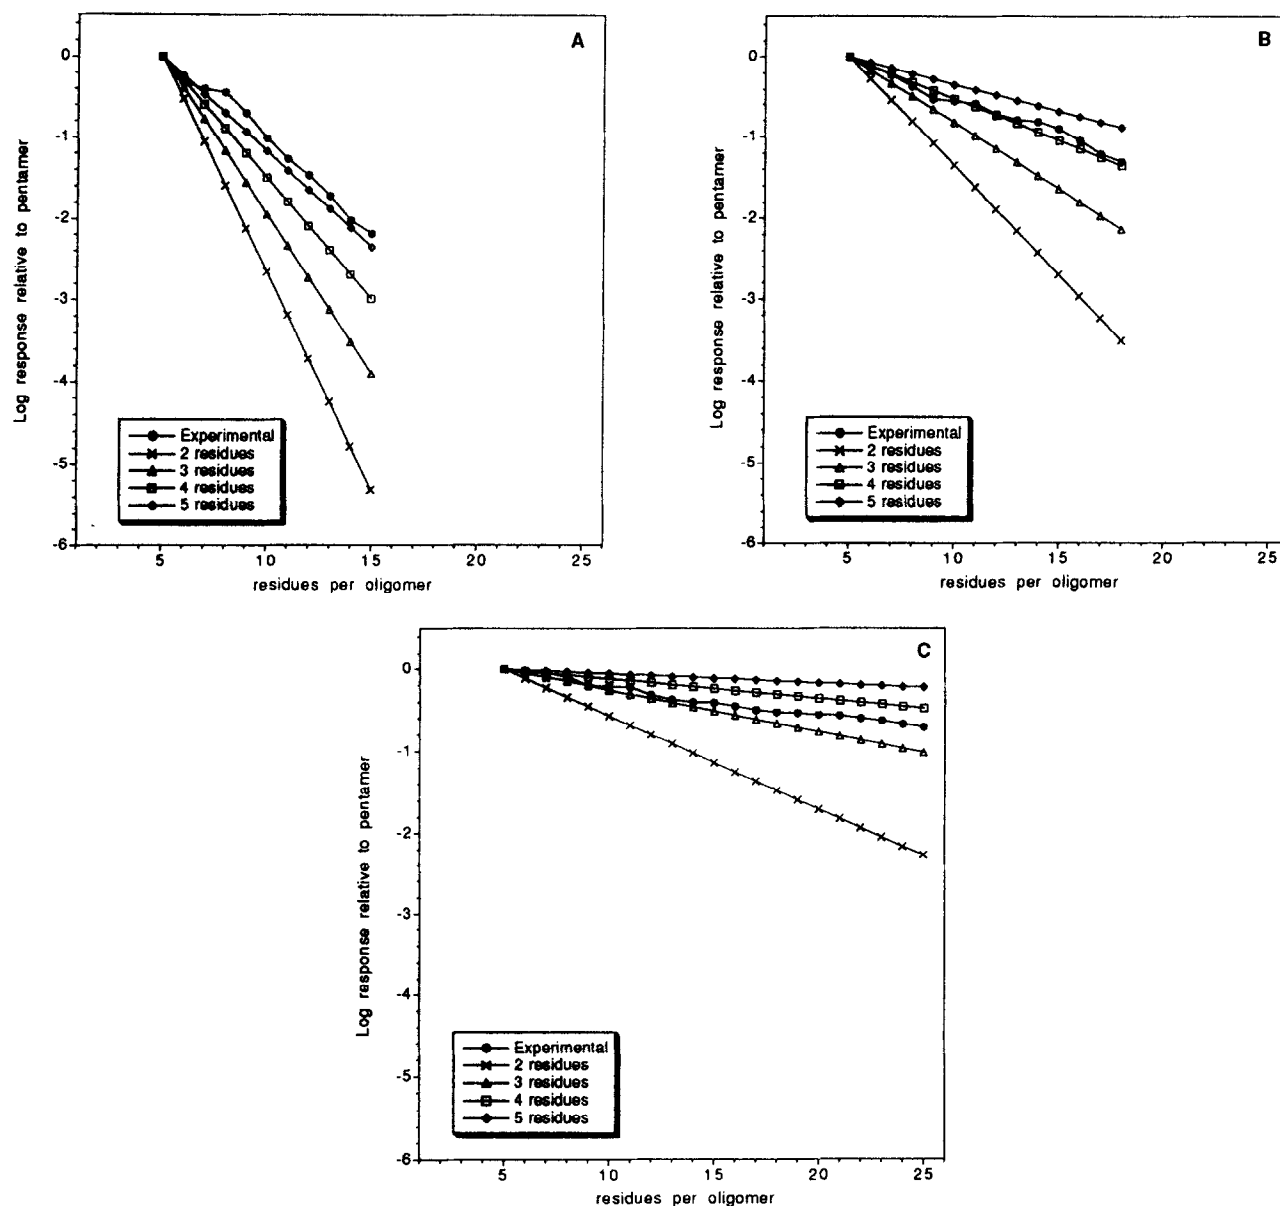 A
Log response relative to pentamer
0
-1
-2
-3
-4
-5
-6
Experimental
2 residues
3 residues
4 residues
5 residues
5 10 15 20 25
residues per oligomer
B
Log response relative to pentamer
0
-1
-2
-3
-4
-5
-6
Experimental
2 residues
3 residues
4 residues
5 residues
5 10 15 20 25
residues per oligomer
C
Log response relative to pentamer
0
-1
-2
-3
-4
-5
-6
Experimental
2 residues
3 residues
4 residues
5 residues
5 10 15 20 25
residues per oligomer